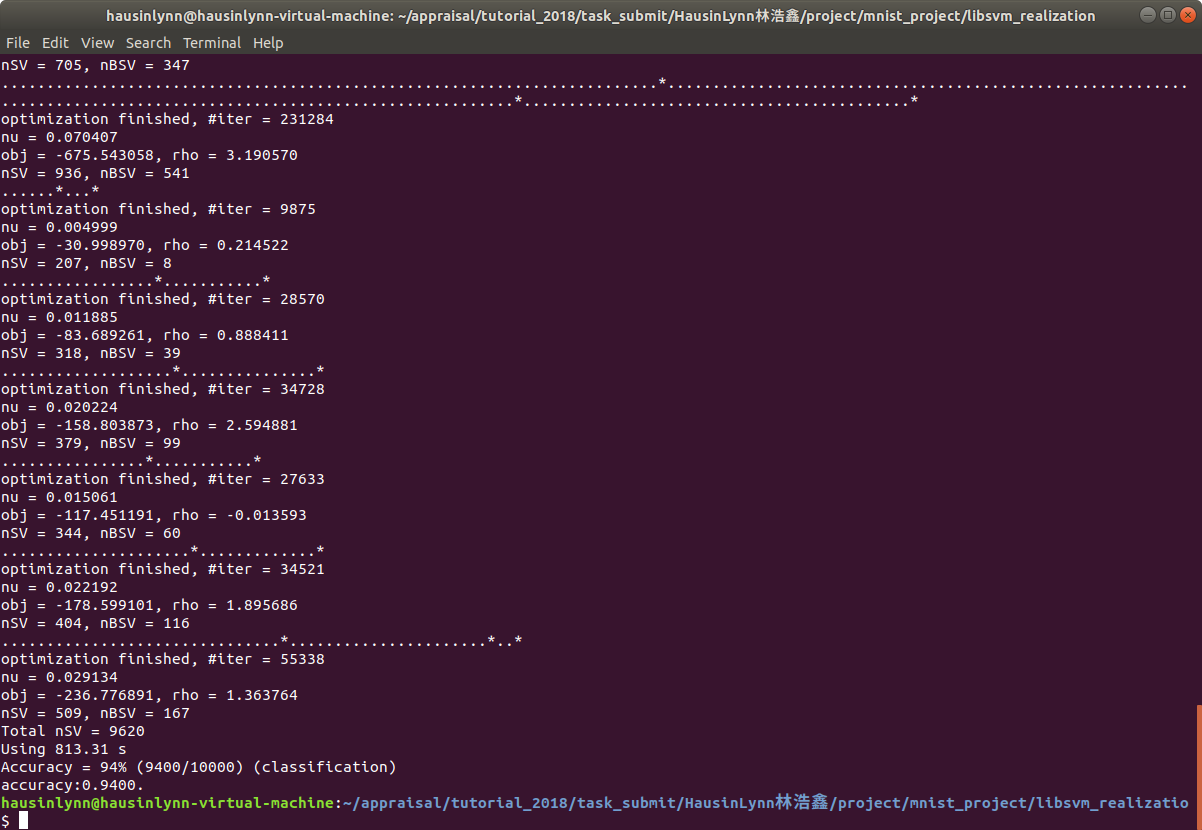 hausinlynn@hausinlynn-virtual-machine: ~/appraisal/tutorial_2018/task_submit/HausinLynn林浩鑫/project/mnist_project/libsvm_realization
File Edit View Search Terminal Help
nSV = 705, nBSV = 347
.........................................................................*..........................................................
.........................................................*...........................................*
optimization finished, #iter = 231284
nu = 0.070407
obj = -675.543058, rho = 3.190570
nSV = 936, nBSV = 541
......*...*
optimization finished, #iter = 9875
nu = 0.004999
obj = -30.998970, rho = 0.214522
nSV = 207, nBSV = 8
.................*...........*
optimization finished, #iter = 28570
nu = 0.011885
obj = -83.689261, rho = 0.888411
nSV = 318, nBSV = 39
...................*...............*
optimization finished, #iter = 34728
nu = 0.020224
obj = -158.803873, rho = 2.594881
nSV = 379, nBSV = 99
................*...........*
optimization finished, #iter = 27633
nu = 0.015061
obj = -117.451191, rho = -0.013593
nSV = 344, nBSV = 60
.....................*.............*
optimization finished, #iter = 34521
nu = 0.022192
obj = -178.599101, rho = 1.895686
nSV = 404, nBSV = 116
...............................*......................*..*
optimization finished, #iter = 55338
nu = 0.029134
obj = -236.776891, rho = 1.363764
nSV = 509, nBSV = 167
Total nSV = 9620
Using 813.31 s
Accuracy = 94% (9400/10000) (classification)
accuracy:0.9400.
hausinlynn@hausinlynn-virtual-machine:~/appraisal/tutorial_2018/task_submit/HausinLynn林浩鑫/project/mnist_project/libsvm_realizatio
$